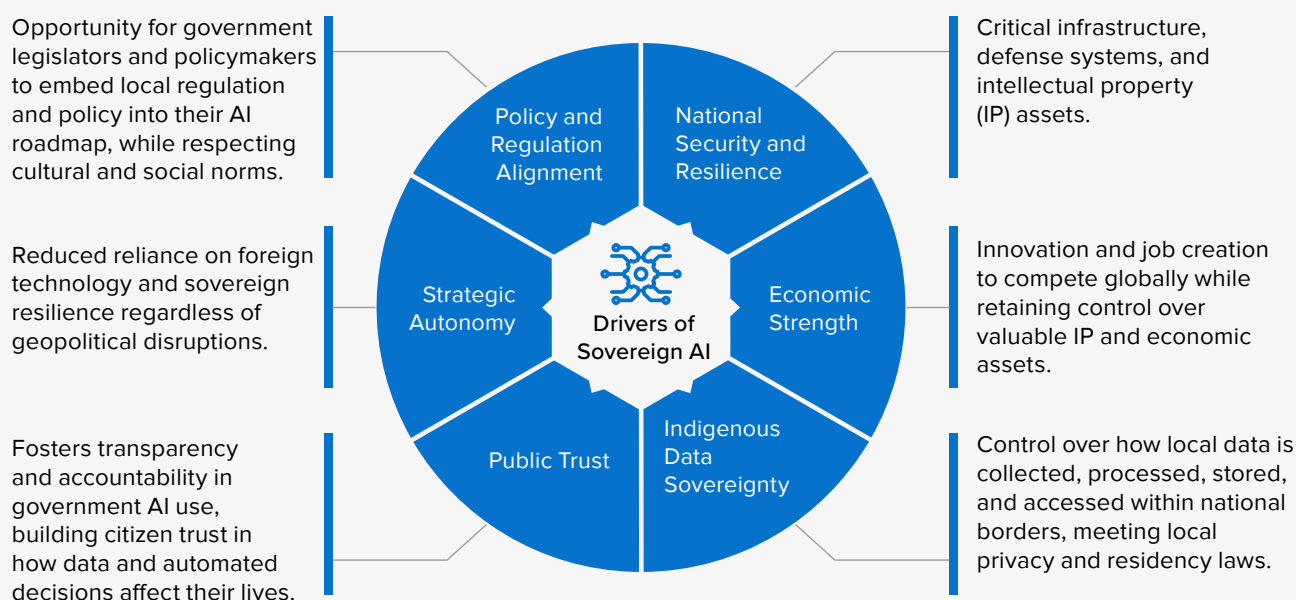 Opportunity for government
legislators and policymakers
to embed local regulation
and policy into their AI
roadmap, while respecting
cultural and social norms.
Policy and
Regulation
Alignment
National
Security and
Resilience
Critical infrastructure,
defense systems, and
intellectual property
(IP) assets.
Reduced reliance on foreign
technology and sovereign
resilience regardless of
geopolitical disruptions.
Strategic
Autonomy
Drivers of
Sovereign AI
Economic
Strength
Innovation and job creation
to compete globally while
retaining control over
valuable IP and economic
assets.
Fosters transparency
and accountability in
government AI use,
building citizen trust in
how data and automated
decisions affect their lives.
Public Trust
Indigenous
Data
Sovereignty
Control over how local data is
collected, processed, stored,
and accessed within national
borders, meeting local
privacy and residency laws.